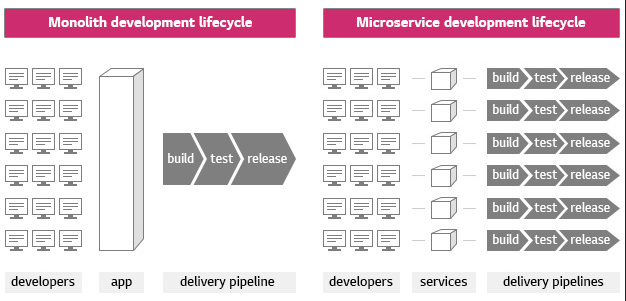 Monolith development lifecycle
build test release
developers app delivery pipeline
Microservice development lifecycle
build test release
build test release
build test release
build test release
build test release
build test release
developers services delivery pipelines